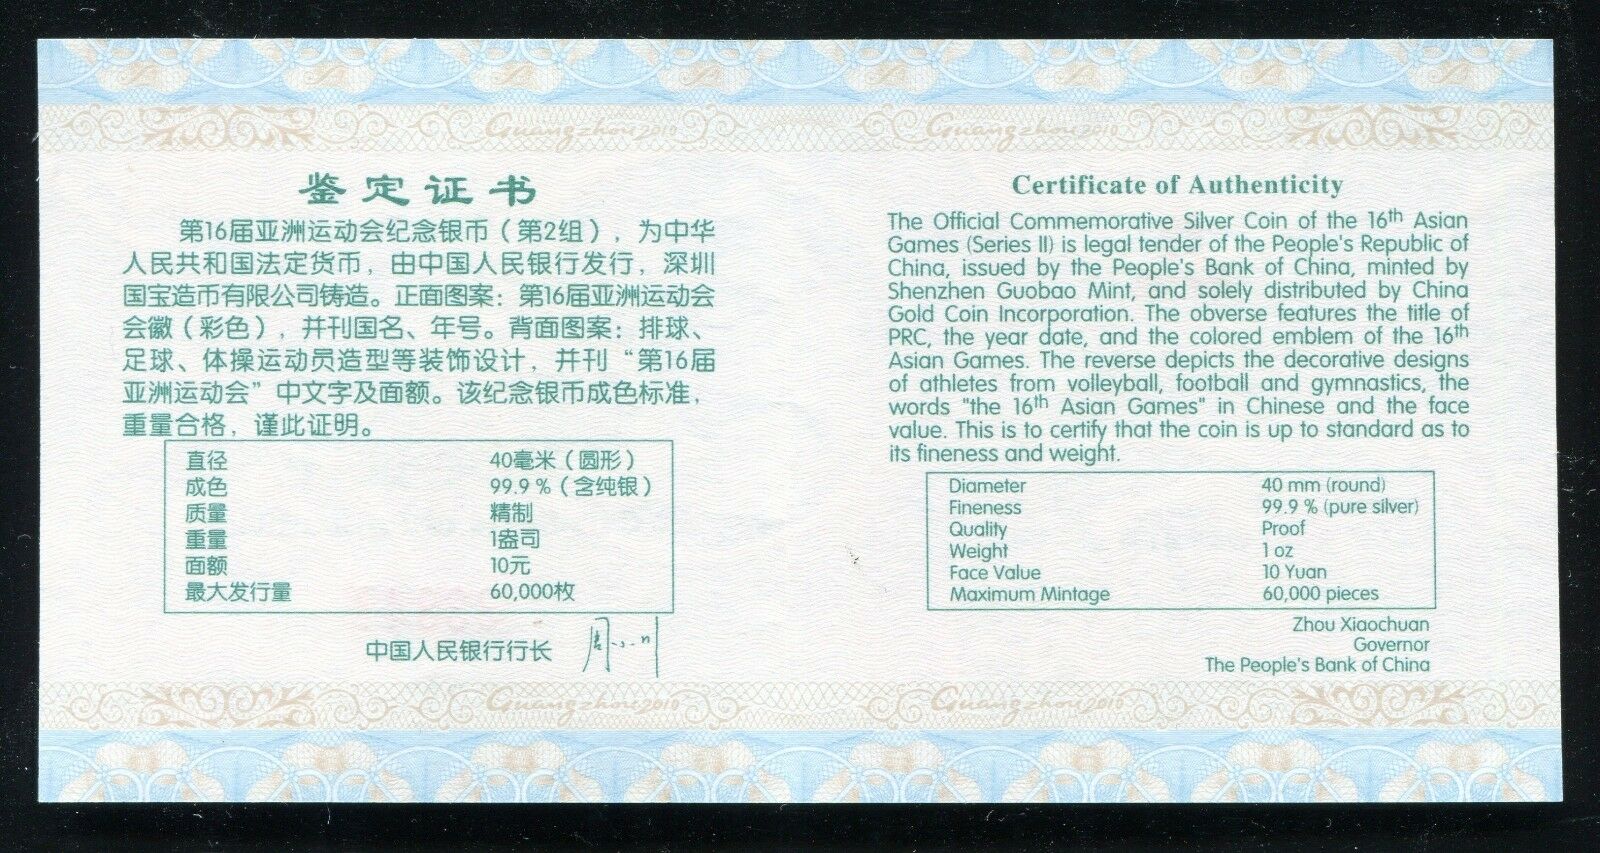 Guangzhou2010
Guangzhou2010
鉴定证书
第16届亚洲运动会纪念银币（第2组），为中华
人民共和国法定货币，由中国人民银行发行，深圳
国宝造币有限公司铸造。正面图案：第16届亚洲运动会
会徽（彩色），并刊国名、年号。背面图案：排球、
足球、体操运动员造型等装饰设计，并刊“第16届
亚洲运动会”中文字及面额。该纪念银币成色标准，
重量合格，谨此证明。
直径 40毫米（圆形）
成色 99.9 %（含纯银）
质量 精制
重量 1盎司
面额 10元
最大发行量 60,000枚
中国人民银行行长 周小川
Certificate of Authenticity
The Official Commemorative Silver Coin of the 16th Asian
Games (Series II) is legal tender of the People's Republic of
China, issued by the People's Bank of China, minted by
Shenzhen Guobao Mint, and solely distributed by China
Gold Coin Incorporation. The obverse features the title of
PRC, the year date, and the colored emblem of the 16th
Asian Games. The reverse depicts the decorative designs
of athletes from volleyball, football and gymnastics, the
words "the 16th Asian Games" in Chinese and the face
value. This is to certify that the coin is up to standard as to
its fineness and weight.
Diameter 40 mm (round)
Fineness 99.9 % (pure silver)
Quality Proof
Weight 1 oz
Face Value 10 Yuan
Maximum Mintage 60,000 pieces
Zhou Xiaochuan
Governor
The People's Bank of China
Guangzhou2010
Guangzhou2010